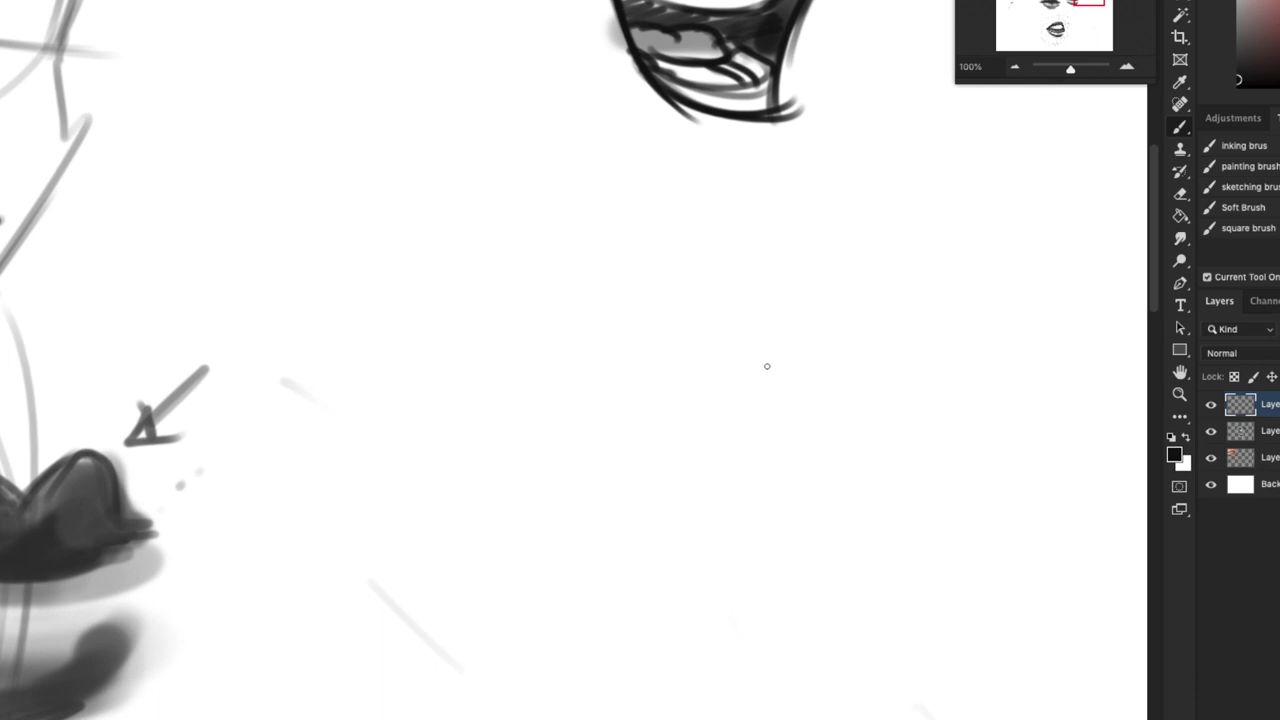 100%
Adjustments
inking brus
painting brush
sketching brus
Soft Brush
square brush
Current Tool On
Layers
Chann
Kind
Normal
Lock:
Laye
Laye
Laye
Back